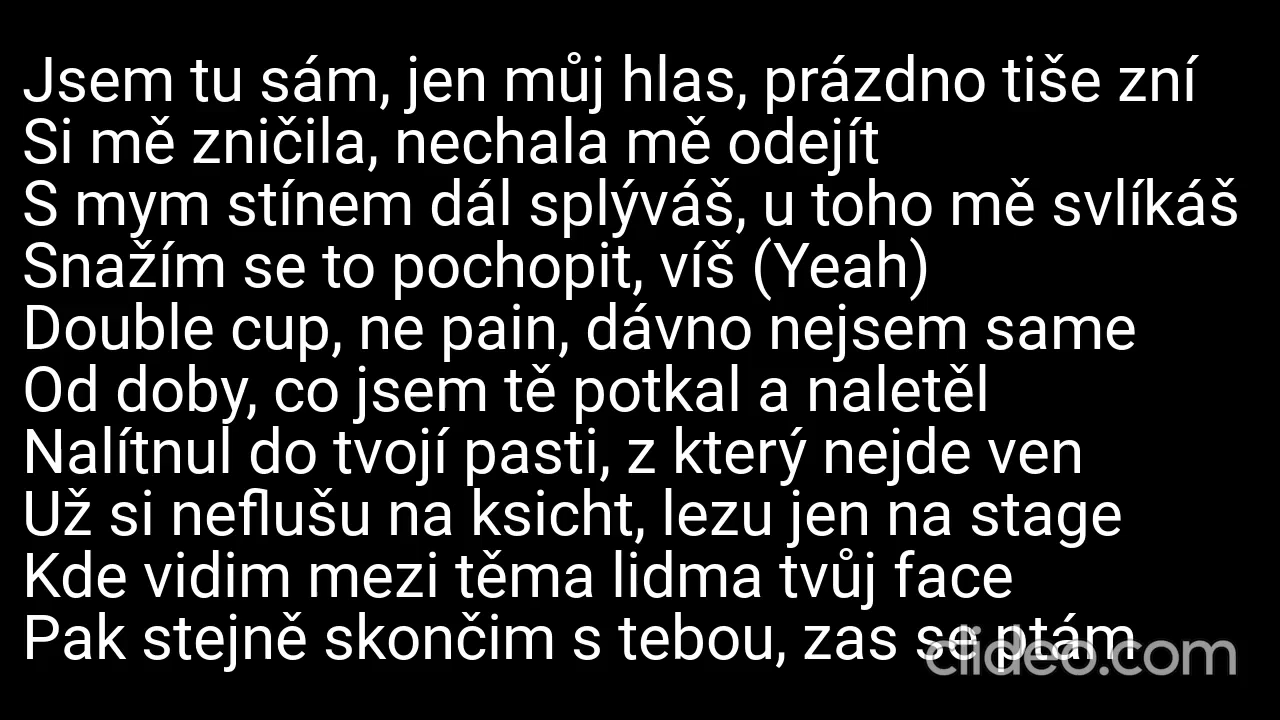 Jsem tu sám, jen můj hlas, prázdno tiše zní
Si mě zničila, nechala mě odejít
S mym stínem dál splýváš, u toho mě svlíkáš
Snažím se to pochopit, víš (Yeah)
Double cup, ne pain, dávno nejsem same
Od doby, co jsem tě potkal a naletěl
Nalítnul do tvojí pasti, z který nejde ven
Už si neflušu na ksicht, lezu jen na stage
Kde vidim mezi těma lidma tvůj face
Pak stejně skončim s tebou, zas se ptám
clideo.com